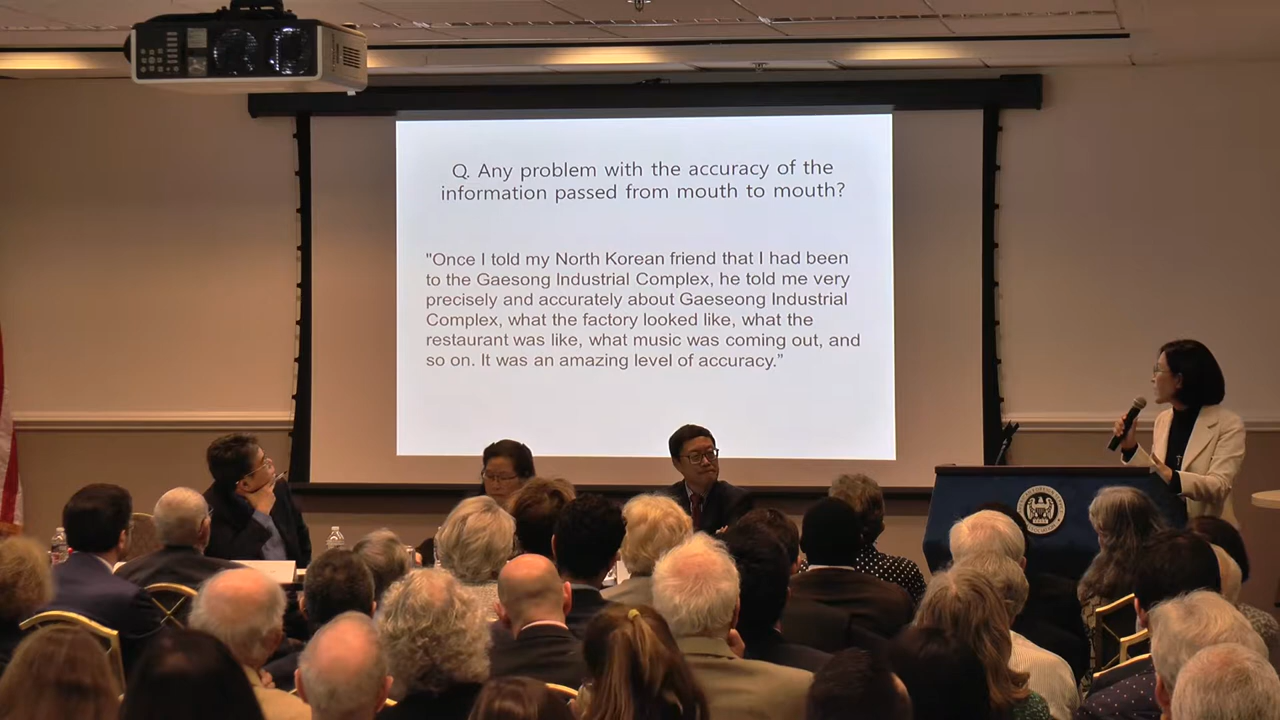 Q. Any problem with the accuracy of the
information passed from mouth to mouth?
"Once I told my North Korean friend that I had been
to the Gaesong Industrial Complex, he told me very
precisely and accurately about Gaeseong Industrial
Complex, what the factory looked like, what the
restaurant was like, what music was coming out, and
so on. It was an amazing level of accuracy.”